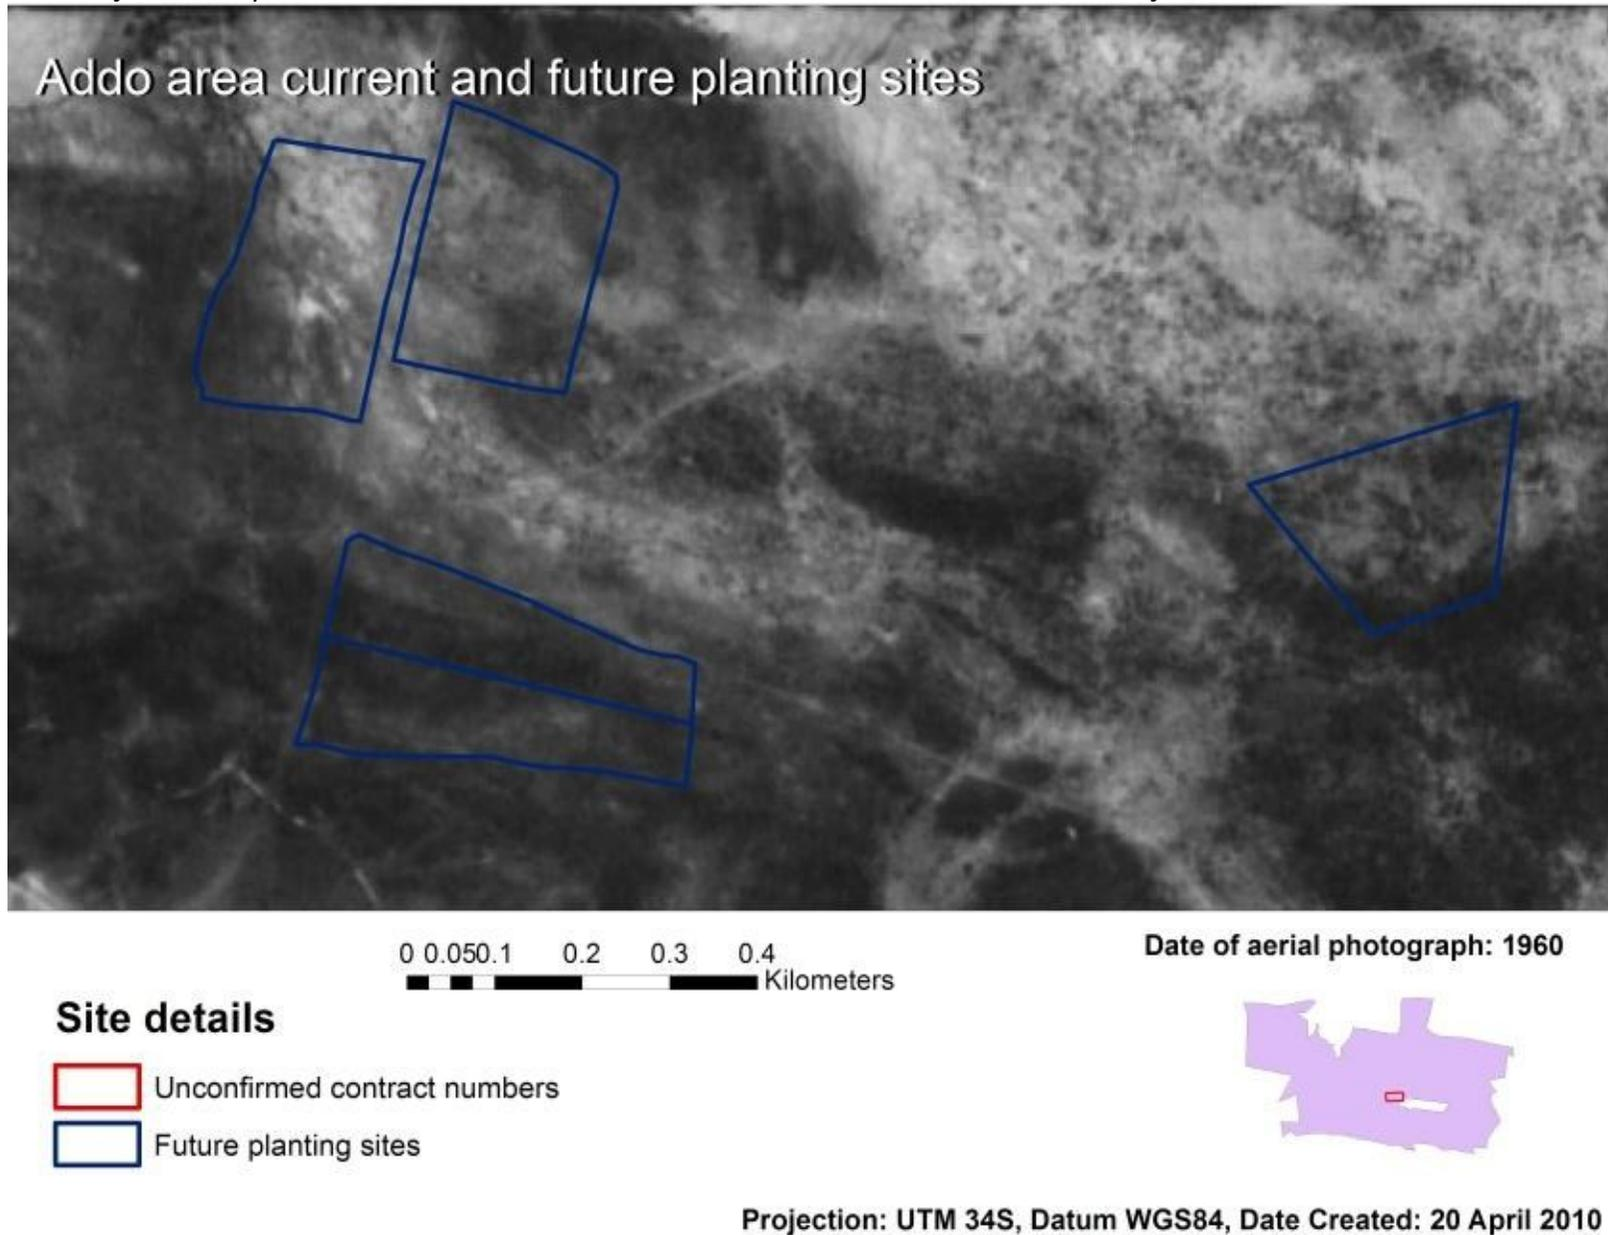 Addo area current and future planting sites
0 0.050.1 0.2 0.3 0.4
Kilometers
Date of aerial photograph: 1960
Site details
Unconfirmed contract numbers
Future planting sites
Projection: UTM 34S, Datum WGS84, Date Created: 20 April 2010